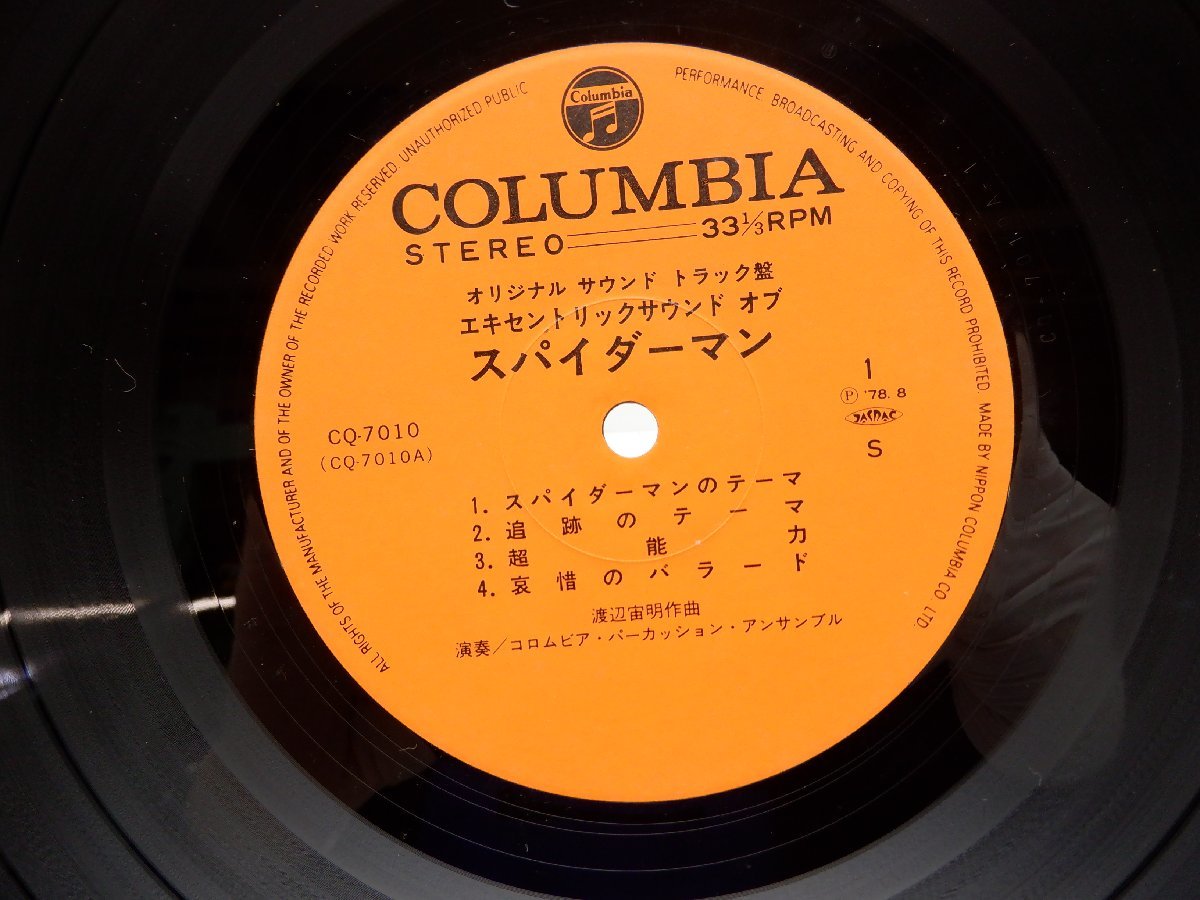 Columbia
COLUMBIA
STEREO 33⅓RPM
オリジナル サウンド トラック盤
エキセントリックサウンド オブ
スパイダーマン
1
Ⓟ '78. 8
JASRAC
S
CQ-7010
(CQ-7010A)
1. スパイダーマンのテーマ
2. 追跡のテーマ
3. 超能力
4. 哀惜のバラード
渡辺宙明作曲
演奏/コロムビア・パーカッション・アンサンブル
ALL RIGHTS OF THE MANUFACTURER AND OF THE OWNER OF THE RECORDED WORK RESERVED. UNAUTHORIZED PUBLIC PERFORMANCE. BROADCASTING AND COPYING OF THIS RECORD PROHIBITED. MADE BY NIPPON COLUMBIA CO. LTD.